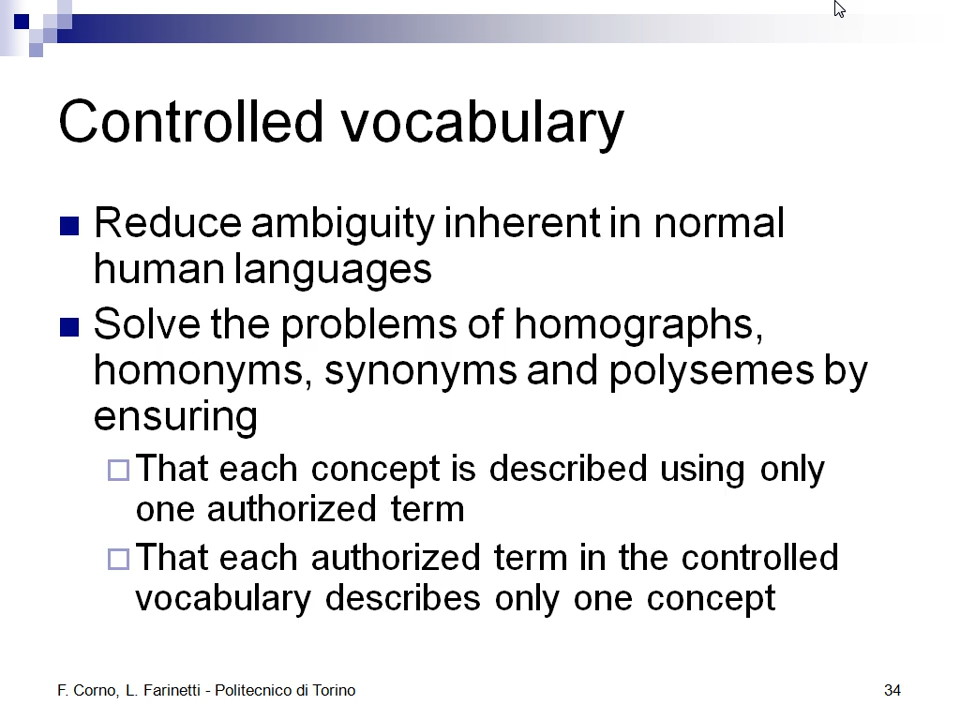 Controlled vocabulary
Reduce ambiguity inherent in normal
human languages
Solve the problems of homographs,
homonyms, synonyms and polysemes by
ensuring
That each concept is described using only
one authorized term
That each authorized term in the controlled
vocabulary describes only one concept
F. Corno, L. Farinetti - Politecnico di Torino
34